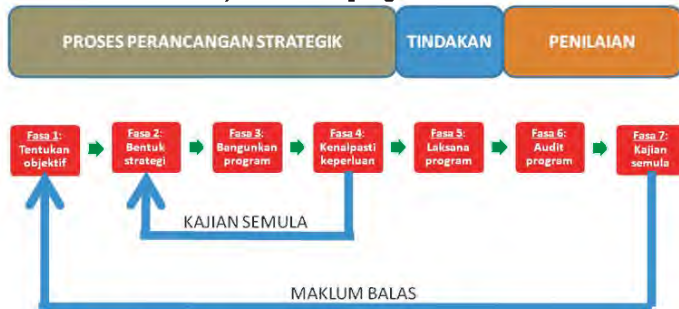 PROSES PERANCANGAN STRATEGIK
TINDAKAN
PENILAIAN
Fasa 1:
Tentukan
objektif
Fasa 2:
Bentuk
strategi
Fasa 3:
Bangunkan
program
Fasa 4:
Kenalpasti
keperluan
Fasa 5:
Laksana
program
Fasa 6:
Audit
program
Fasa 7:
Kajian
semula
KAJIAN SEMULA
MAKLUM BALAS